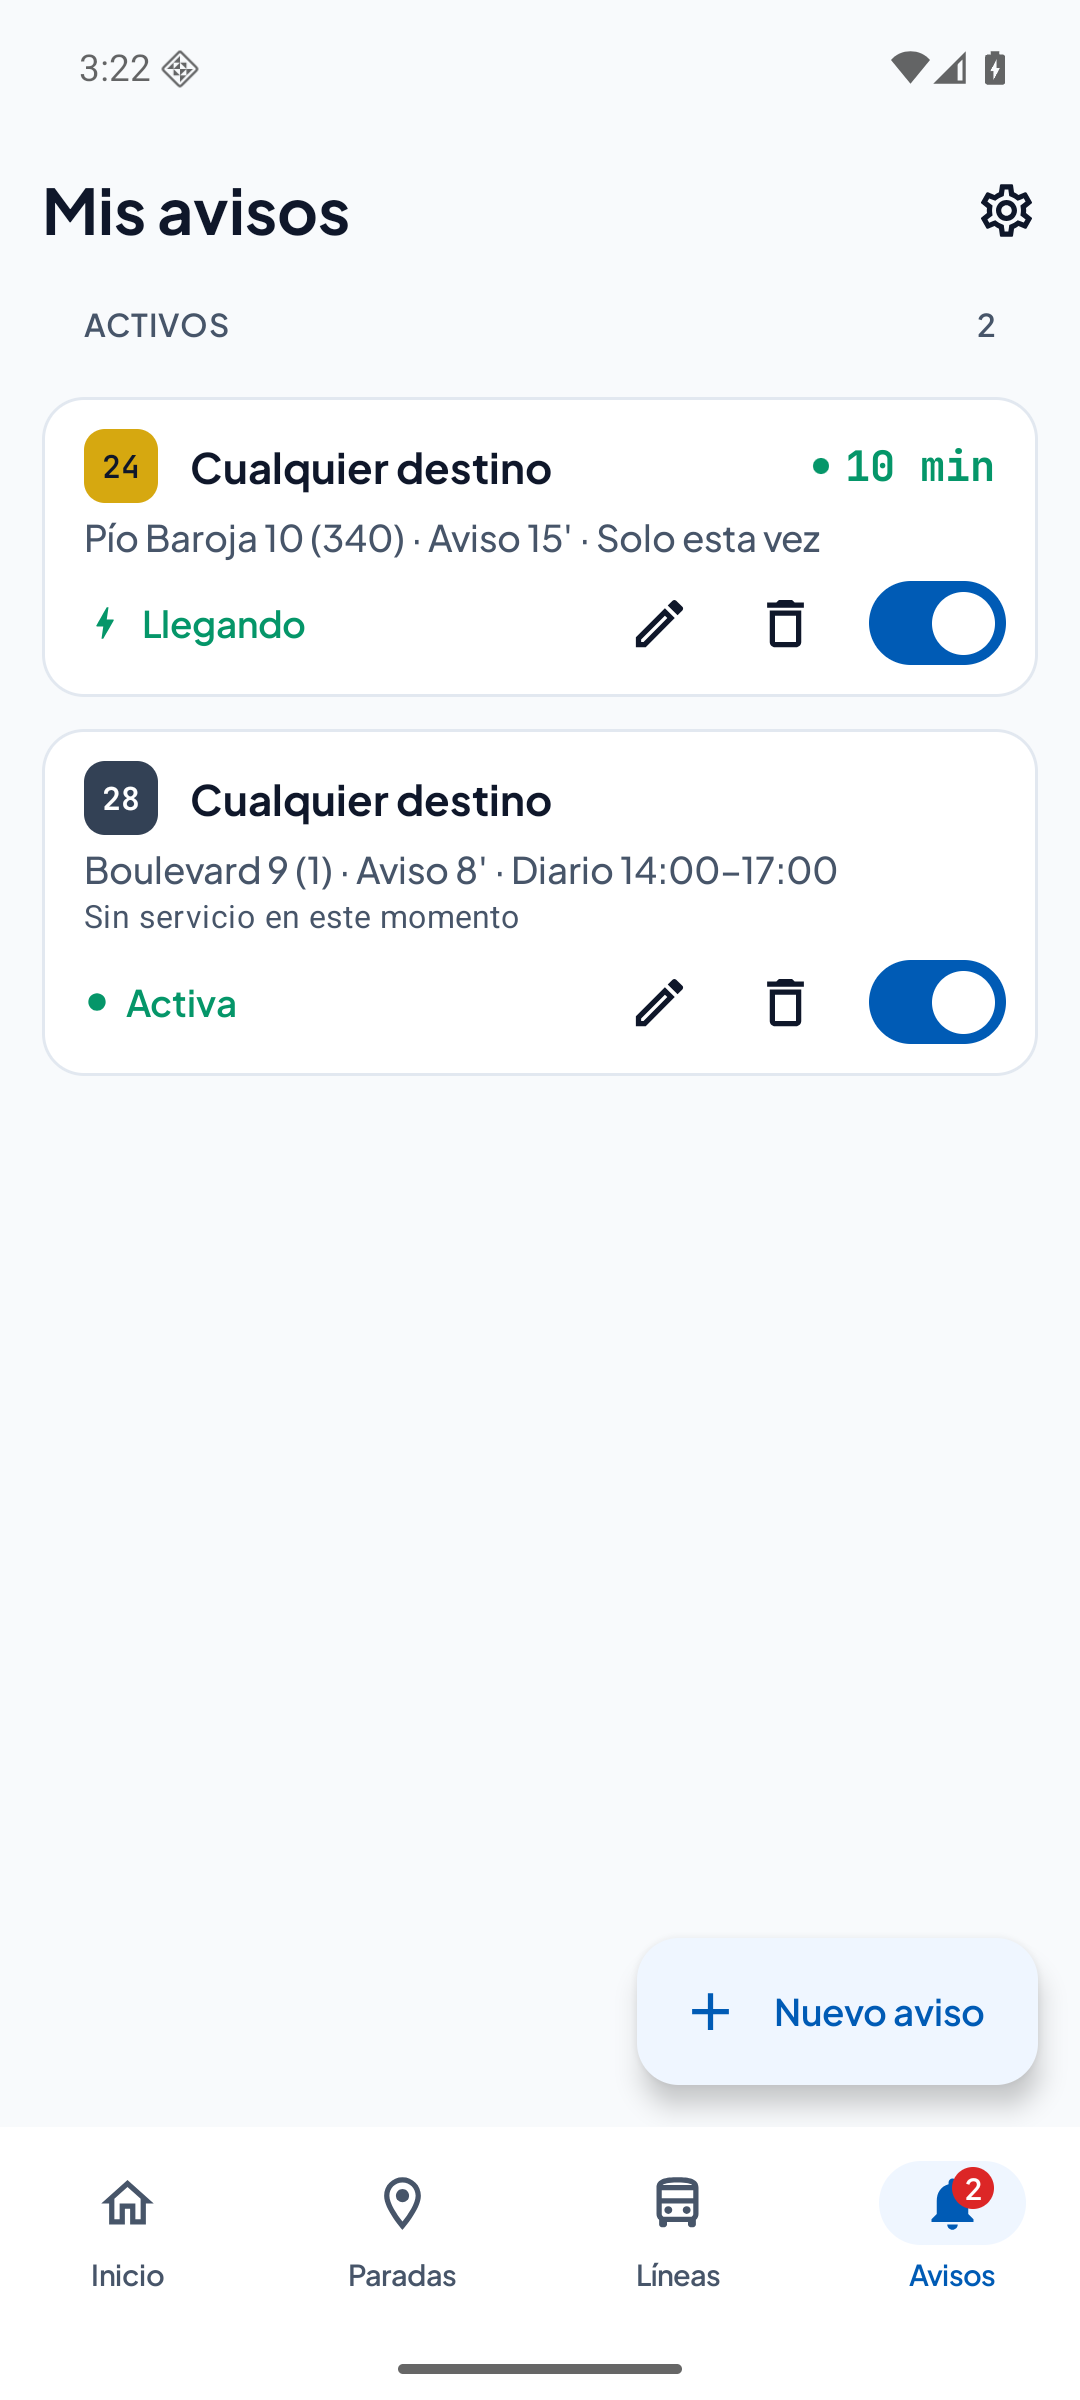 3:22
Mis avisos
ACTIVOS 2
24 Cualquier destino 10 min
Pío Baroja 10 (340) · Aviso 15' · Solo esta vez
Llegando
28 Cualquier destino
Boulevard 9 (1) · Aviso 8' · Diario 14:00–17:00
Sin servicio en este momento
Activa
Nuevo aviso
2
Inicio Paradas Líneas Avisos